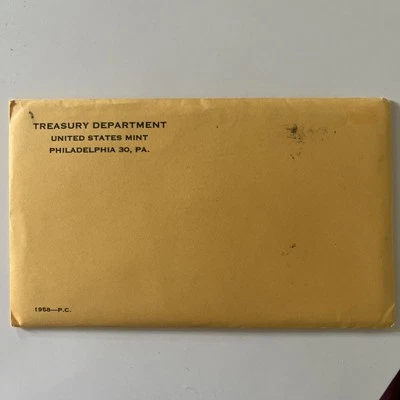 TREASURY DEPARTMENT
UNITED STATES MINT
PHILADELPHIA 30, PA.
1958—P.C.